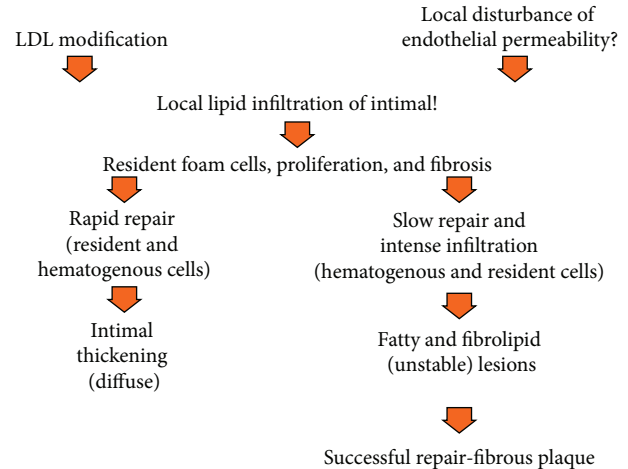 LDL modification
Local disturbance of
endothelial permeability?
Local lipid infiltration of intimal!
Resident foam cells, proliferation, and fibrosis
Rapid repair
(resident and
hematogenous cells)
Slow repair and
intense infiltration
(hematogenous and resident cells)
Intimal
thickening
(diffuse)
Fatty and fibrolipid
(unstable) lesions
Successful repair-fibrous plaque